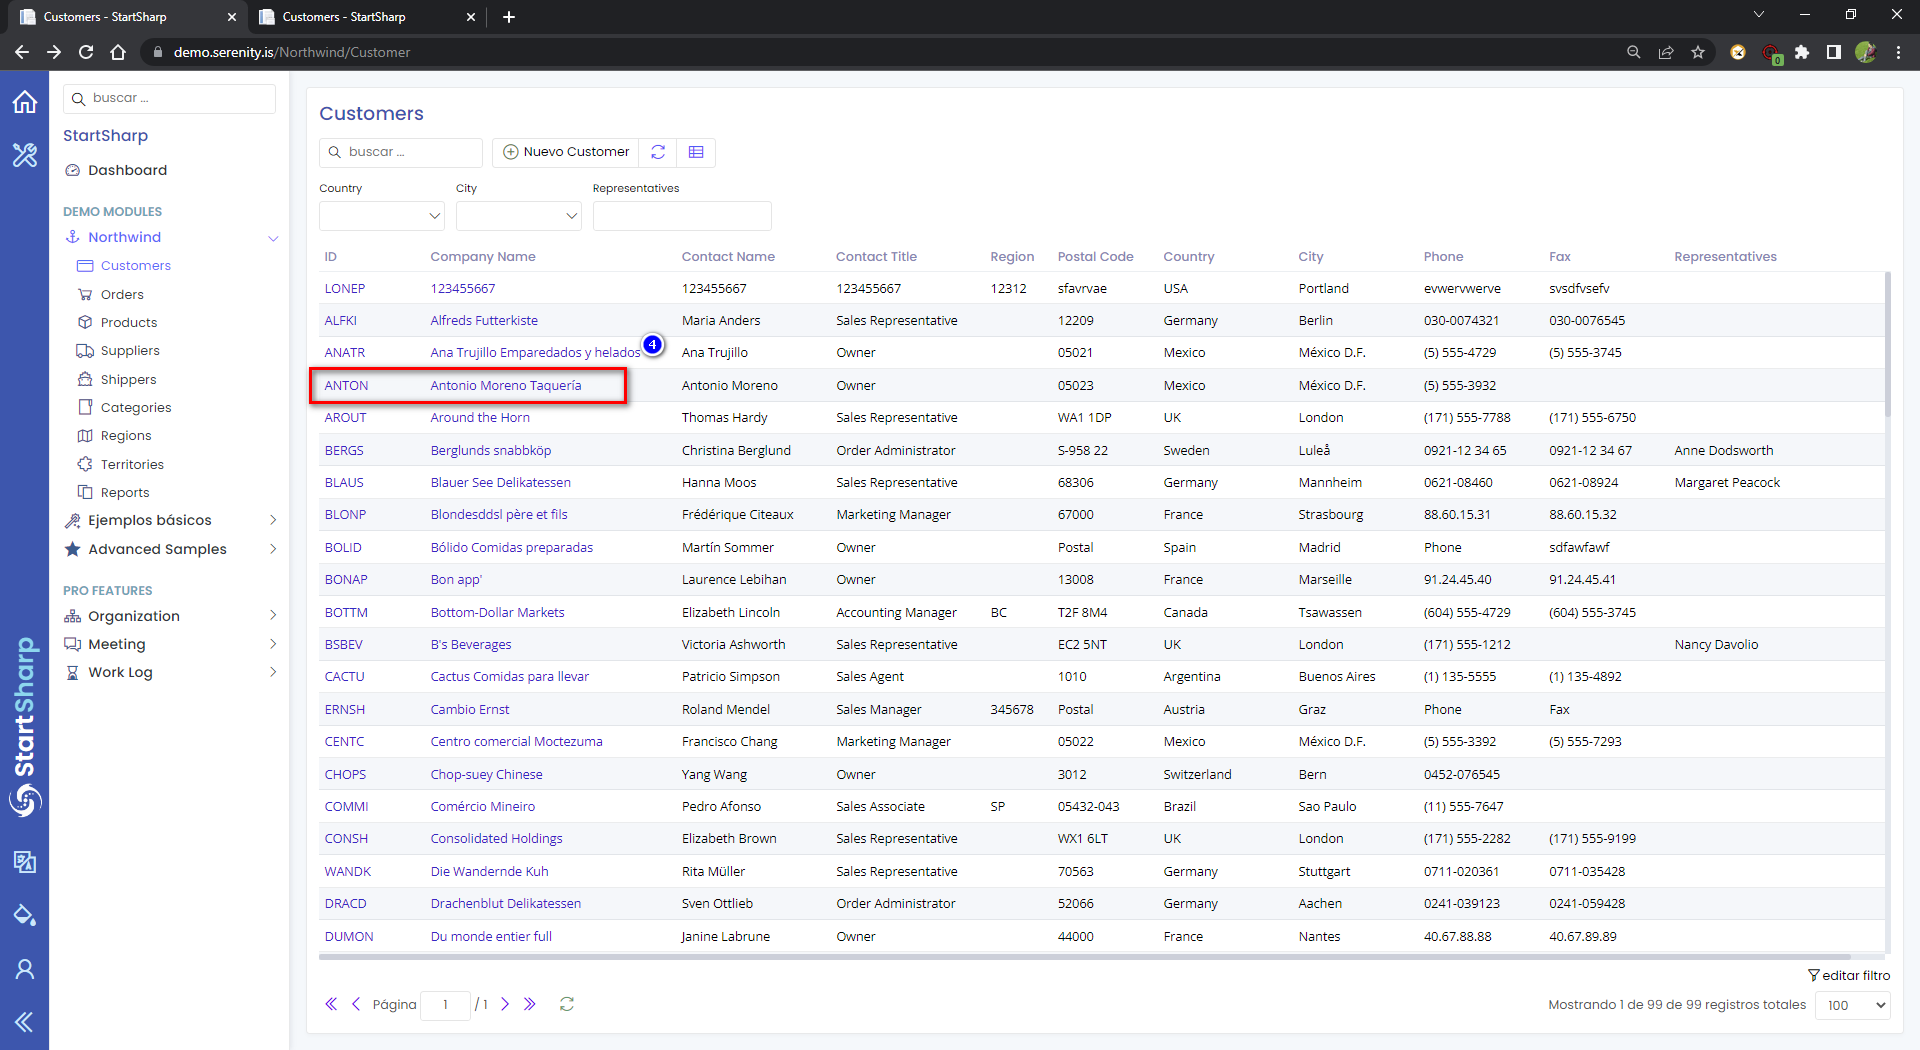 Customers - StartSharp
Customers - StartSharp
demo.serenity.is/Northwind/Customer
0
buscar ...
StartSharp
Dashboard
DEMO MODULES
Northwind
Customers
Orders
Products
Suppliers
Shippers
Categories
Regions
Territories
Reports
Ejemplos básicos
Advanced Samples
PRO FEATURES
Organization
Meeting
Work Log
StartSharp
Customers
buscar ...
Nuevo Customer
Country City Representatives
ID Company Name Contact Name Contact Title Region Postal Code Country City Phone Fax Representatives
LONEP 123455667 123455667 123455667 12312 sfavrvae USA Portland evwervwerve svsdfvsefv
ALFKI Alfreds Futterkiste Maria Anders Sales Representative 12209 Germany Berlin 030-0074321 030-0076545
4
ANATR Ana Trujillo Emparedados y helados Ana Trujillo Owner 05021 Mexico México D.F. (5) 555-4729 (5) 555-3745
ANTON Antonio Moreno Taquería Antonio Moreno Owner 05023 Mexico México D.F. (5) 555-3932
AROUT Around the Horn Thomas Hardy Sales Representative WA1 1DP UK London (171) 555-7788 (171) 555-6750
BERGS Berglunds snabbköp Christina Berglund Order Administrator S-958 22 Sweden Luleå 0921-12 34 65 0921-12 34 67 Anne Dodsworth
BLAUS Blauer See Delikatessen Hanna Moos Sales Representative 68306 Germany Mannheim 0621-08460 0621-08924 Margaret Peacock
BLONP Blondesddsl père et fils Frédérique Citeaux Marketing Manager 67000 France Strasbourg 88.60.15.31 88.60.15.32
BOLID Bólido Comidas preparadas Martín Sommer Owner Postal Spain Madrid Phone sdfawfawf
BONAP Bon app' Laurence Lebihan Owner 13008 France Marseille 91.24.45.40 91.24.45.41
BOTTM Bottom-Dollar Markets Elizabeth Lincoln Accounting Manager BC T2F 8M4 Canada Tsawassen (604) 555-4729 (604) 555-3745
BSBEV B's Beverages Victoria Ashworth Sales Representative EC2 5NT UK London (171) 555-1212 Nancy Davolio
CACTU Cactus Comidas para llevar Patricio Simpson Sales Agent 1010 Argentina Buenos Aires (1) 135-5555 (1) 135-4892
ERNSH Cambio Ernst Roland Mendel Sales Manager 345678 Postal Austria Graz Phone Fax
CENTC Centro comercial Moctezuma Francisco Chang Marketing Manager 05022 Mexico México D.F. (5) 555-3392 (5) 555-7293
CHOPS Chop-suey Chinese Yang Wang Owner 3012 Switzerland Bern 0452-076545
COMMI Comércio Mineiro Pedro Afonso Sales Associate SP 05432-043 Brazil Sao Paulo (11) 555-7647
CONSH Consolidated Holdings Elizabeth Brown Sales Representative WX1 6LT UK London (171) 555-2282 (171) 555-9199
WANDK Die Wandernde Kuh Rita Müller Sales Representative 70563 Germany Stuttgart 0711-020361 0711-035428
DRACD Drachenblut Delikatessen Sven Ottlieb Order Administrator 52066 Germany Aachen 0241-039123 0241-059428
DUMON Du monde entier full Janine Labrune Owner 44000 France Nantes 40.67.88.88 40.67.89.89
editar filtro
Página 1 / 1
Mostrando 1 de 99 de 99 registros totales 100